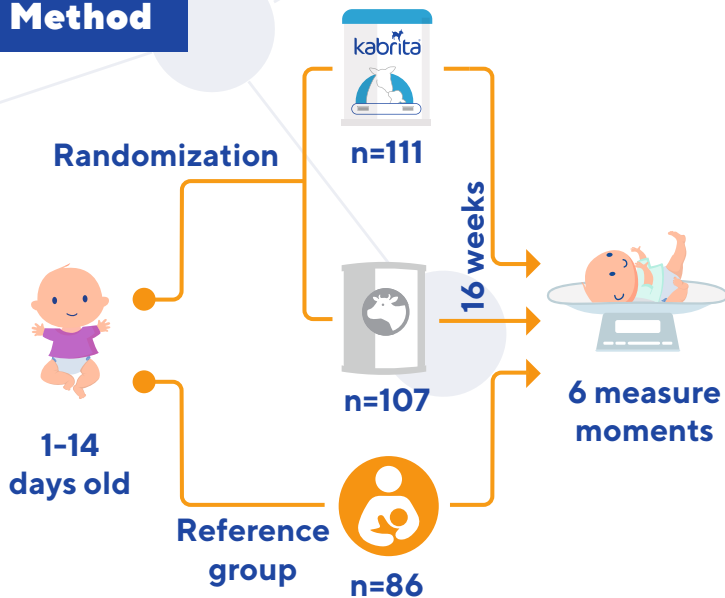 Method
kabrita
n=111
Randomization
16 weeks
n=107
1-14
days old
6 measure
moments
Reference
group
n=86